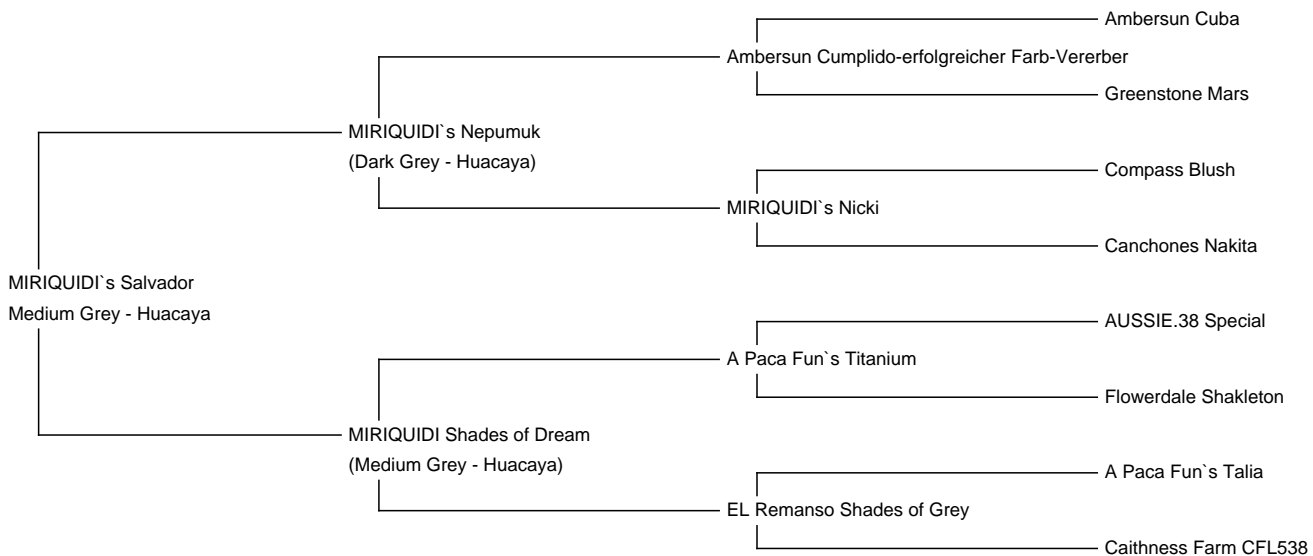 Ambersun Cuba
Ambersun Cumplido-erfolgreicher Farb-Vererber
Greenstone Mars
MIRIQUIDI`s Nepumuk
(Dark Grey - Huacaya)
Compass Blush
MIRIQUIDI`s Nicki
Canchones Nakita
MIRIQUIDI`s Salvador
Medium Grey - Huacaya
AUSSIE.38 Special
A Paca Fun`s Titanium
Flowerdale Shakleton
MIRIQUIDI Shades of Dream
(Medium Grey - Huacaya)
A Paca Fun`s Talia
EL Remanso Shades of Grey
Caithness Farm CFL538